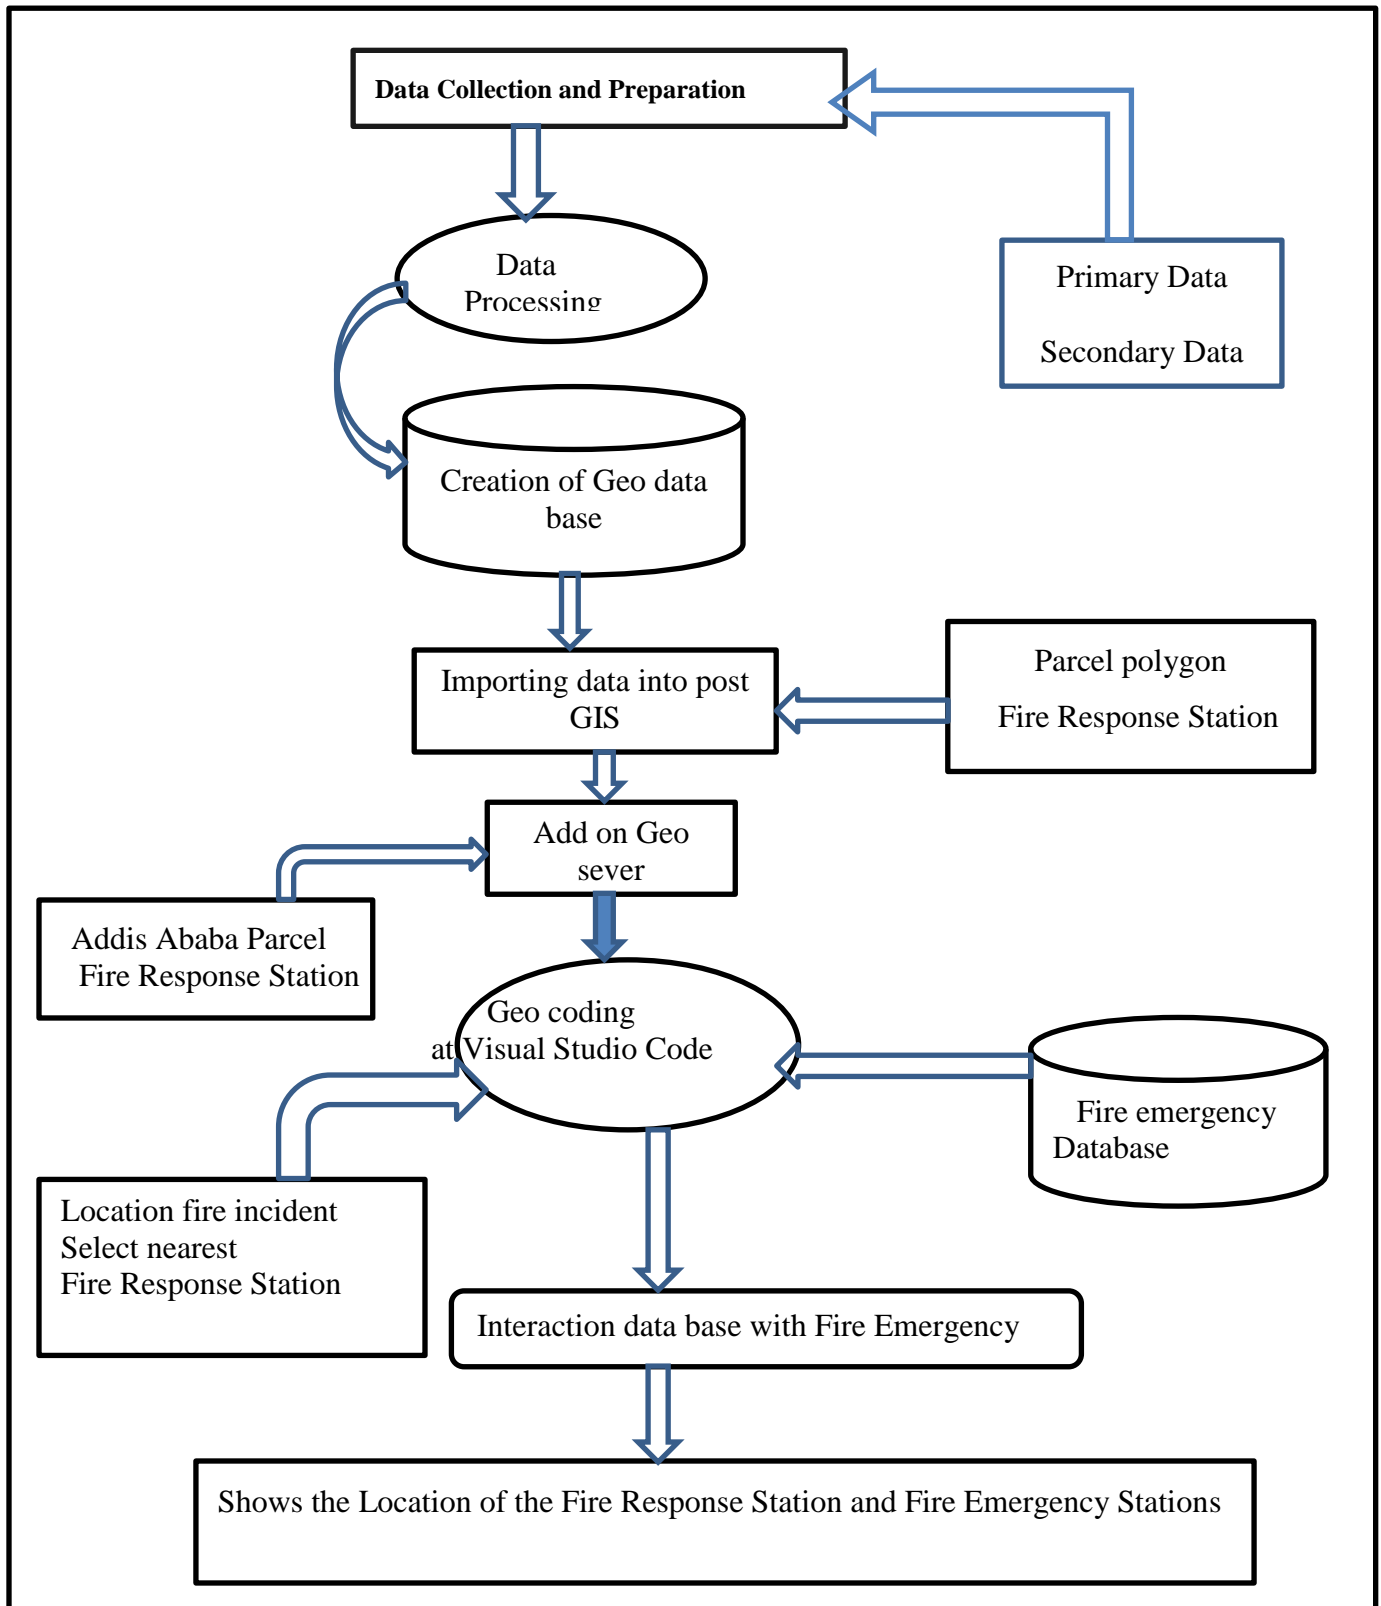 Data Collection and Preparation
Data
Processing
Primary Data
Secondary Data
Creation of Geo data
base
Importing data into post
GIS
Parcel polygon
Fire Response Station
Add on Geo
sever
Addis Ababa Parcel
Fire Response Station
Geo coding
at Visual Studio Code
Fire emergency
Database
Location fire incident
Select nearest
Fire Response Station
Interaction data base with Fire Emergency
Shows the Location of the Fire Response Station and Fire Emergency Stations